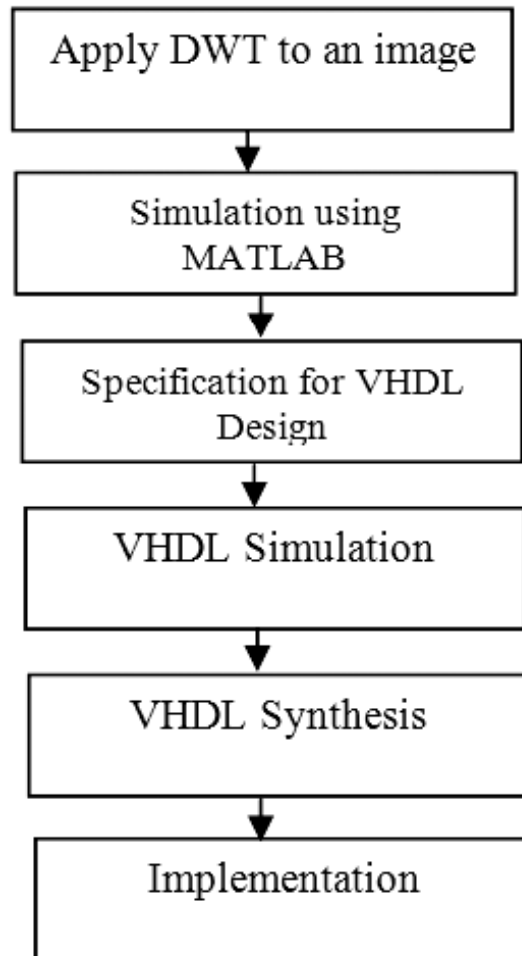 Apply DWT to an image
Simulation using
MATLAB
Specification for VHDL
Design
VHDL Simulation
VHDL Synthesis
Implementation